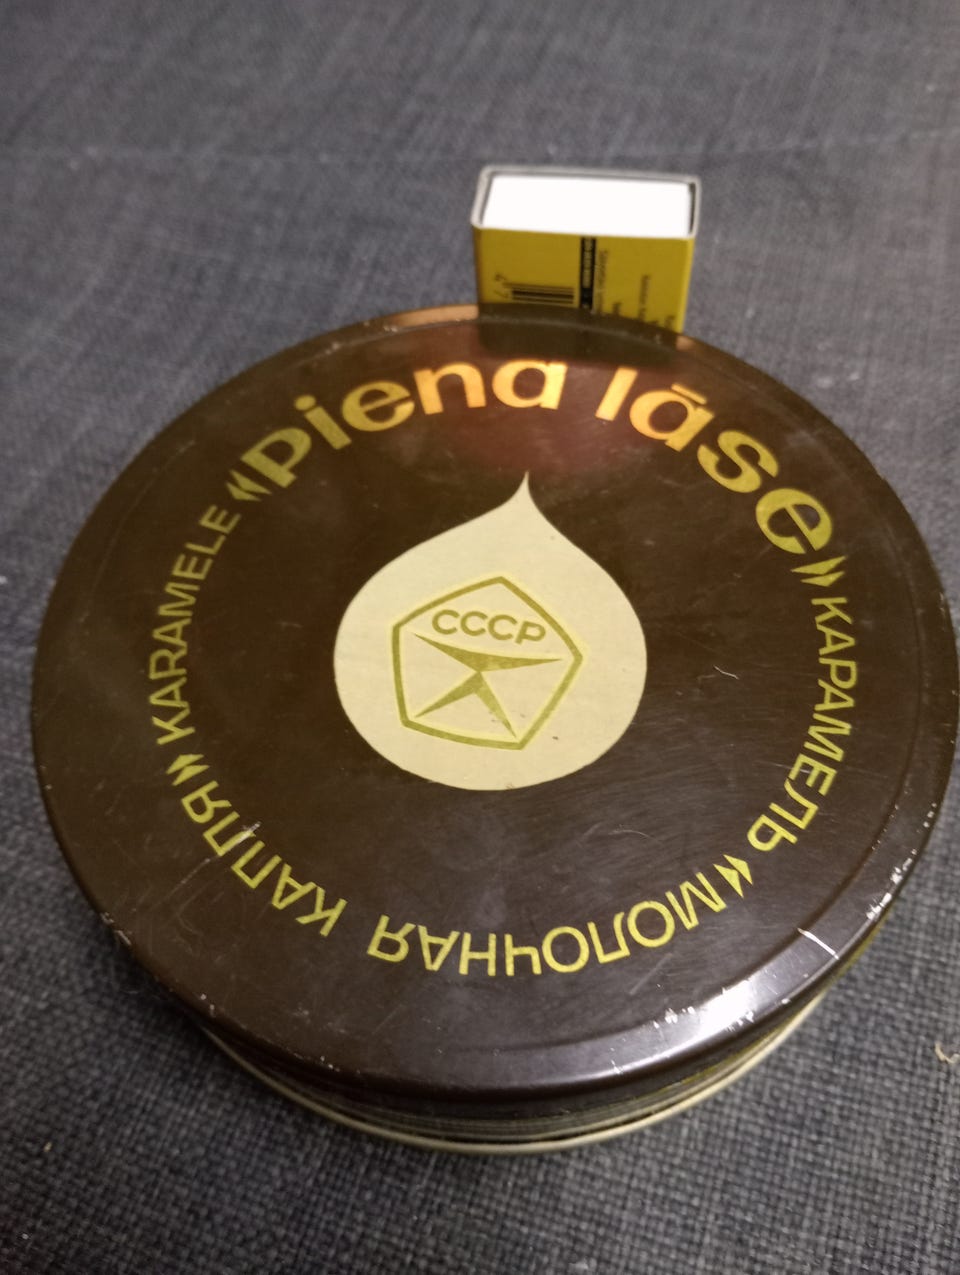 KARAMELE «Piena lāse»
КАРАМЕЛЬ «МОЛОЧНАЯ КАПЛЯ»
СССР